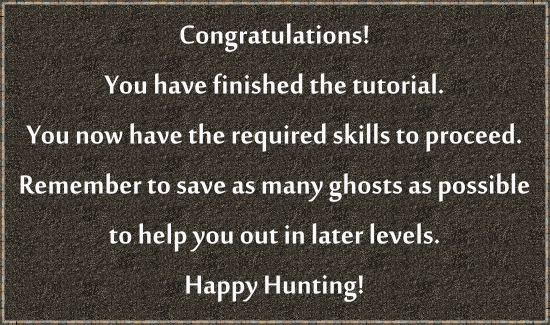 Congratulations!
You have finished the tutorial.
You now have the required skills to proceed.
Remember to save as many ghosts as possible
to help you out in later levels.
Happy Hunting!